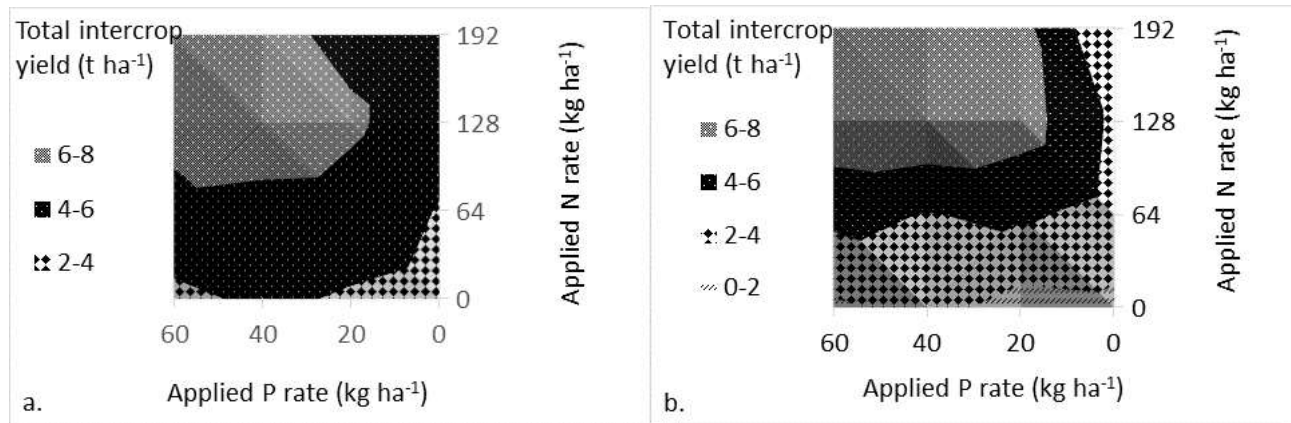 Total intercrop
yield (t ha⁻¹)
6-8
4-6
2-4
192
128
64
0
Applied N rate (kg ha⁻¹)
60 40 20 0
Applied P rate (kg ha⁻¹)
a.
Total intercrop
yield (t ha⁻¹)
6-8
4-6
2-4
0-2
192
128
64
0
Applied N rate (kg ha⁻¹)
60 40 20 0
Applied P rate (kg ha⁻¹)
b.